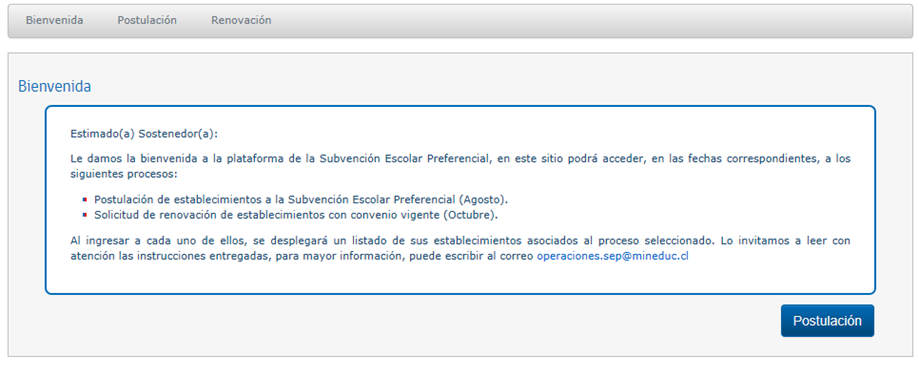 Bienvenida Postulación Renovación
Bienvenida
Estimado(a) Sostenedor(a):
Le damos la bienvenida a la plataforma de la Subvención Escolar Preferencial, en este sitio podrá acceder, en las fechas correspondientes, a los
siguientes procesos:
Postulación de establecimientos a la Subvención Escolar Preferencial (Agosto).
Solicitud de renovación de establecimientos con convenio vigente (Octubre).
Al ingresar a cada uno de ellos, se desplegará un listado de sus establecimientos asociados al proceso seleccionado. Lo invitamos a leer con
atención las instrucciones entregadas, para mayor información, puede escribir al correo operaciones.sep@mineduc.cl
Postulación